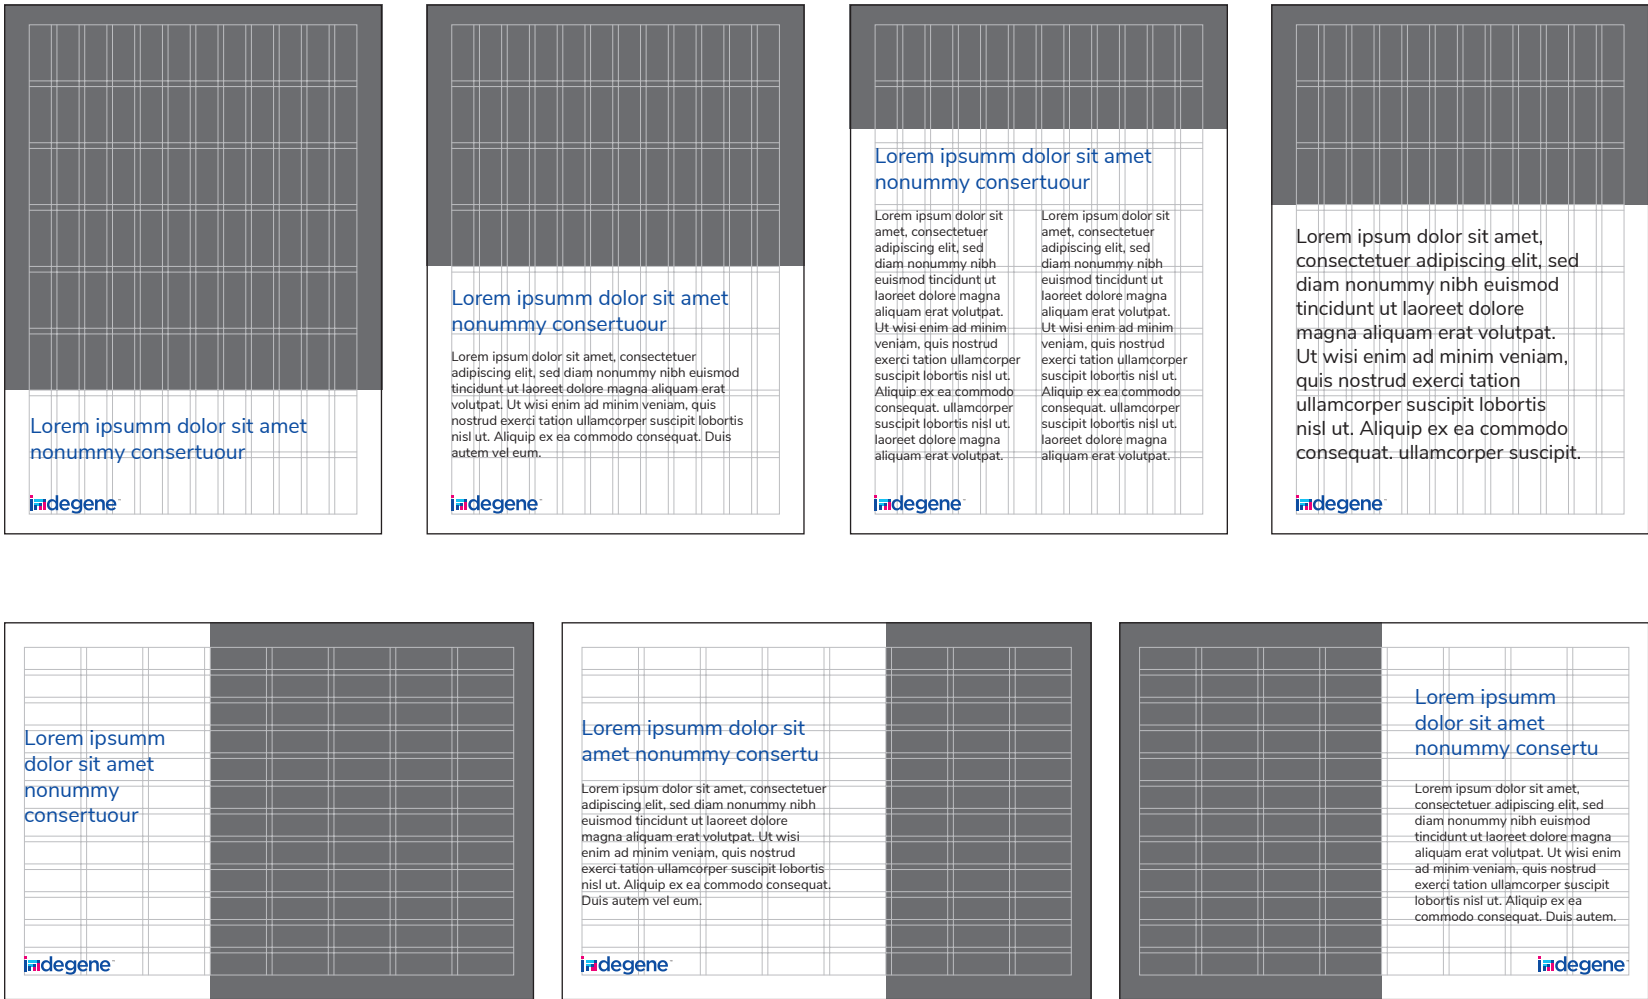 Lorem ipsumm dolor sit amet
nonummy consertuour
indegene
Lorem ipsumm dolor sit amet
nonummy consertuour
Lorem ipsum dolor sit amet, consectetuer
adipiscing elit, sed diam nonummy nibh euismod
tincidunt ut laoreet dolore magna aliquam erat
volutpat. Ut wisi enim ad minim veniam, quis
nostrud exerci tation ullamcorper suscipit lobortis
nisl ut. Aliquip ex ea commodo consequat. Duis
autem vel eum.
indegene
Lorem ipsumm dolor sit amet
nonummy consertuour
Lorem ipsum dolor sit
amet, consectetuer
adipiscing elit, sed
diam nonummy nibh
euismod tincidunt ut
laoreet dolore magna
aliquam erat volutpat.
Ut wisi enim ad minim
veniam, quis nostrud
exerci tation ullamcorper
suscipit lobortis nisl ut.
Aliquip ex ea commodo
consequat. ullamcorper
suscipit lobortis nisl ut.
laoreet dolore magna
aliquam erat volutpat.
Lorem ipsum dolor sit
amet, consectetuer
adipiscing elit, sed
diam nonummy nibh
euismod tincidunt ut
laoreet dolore magna
aliquam erat volutpat.
Ut wisi enim ad minim
veniam, quis nostrud
exerci tation ullamcorper
suscipit lobortis nisl ut.
Aliquip ex ea commodo
consequat. ullamcorper
suscipit lobortis nisl ut.
laoreet dolore magna
aliquam erat volutpat.
indegene
Lorem ipsum dolor sit amet,
consectetuer adipiscing elit, sed
diam nonummy nibh euismod
tincidunt ut laoreet dolore
magna aliquam erat volutpat.
Ut wisi enim ad minim veniam,
quis nostrud exerci tation
ullamcorper suscipit lobortis
nisl ut. Aliquip ex ea commodo
consequat. ullamcorper suscipit.
indegene
Lorem ipsumm
dolor sit amet
nonummy
consertuour
indegene
Lorem ipsumm dolor sit
amet nonummy consertu
Lorem ipsum dolor sit amet, consectetuer
adipiscing elit, sed diam nonummy nibh
euismod tincidunt ut laoreet dolore
magna aliquam erat volutpat. Ut wisi
enim ad minim veniam, quis nostrud
exerci tation ullamcorper suscipit lobortis
nisl ut. Aliquip ex ea commodo consequat.
Duis autem vel eum.
indegene
Lorem ipsumm
dolor sit amet
nonummy consertu
Lorem ipsum dolor sit amet,
consectetuer adipiscing elit, sed
diam nonummy nibh euismod
tincidunt ut laoreet dolore magna
aliquam erat volutpat. Ut wisi enim
ad minim veniam, quis nostrud
exerci tation ullamcorper suscipit
lobortis nisl ut. Aliquip ex ea
commodo consequat. Duis autem.
indegene